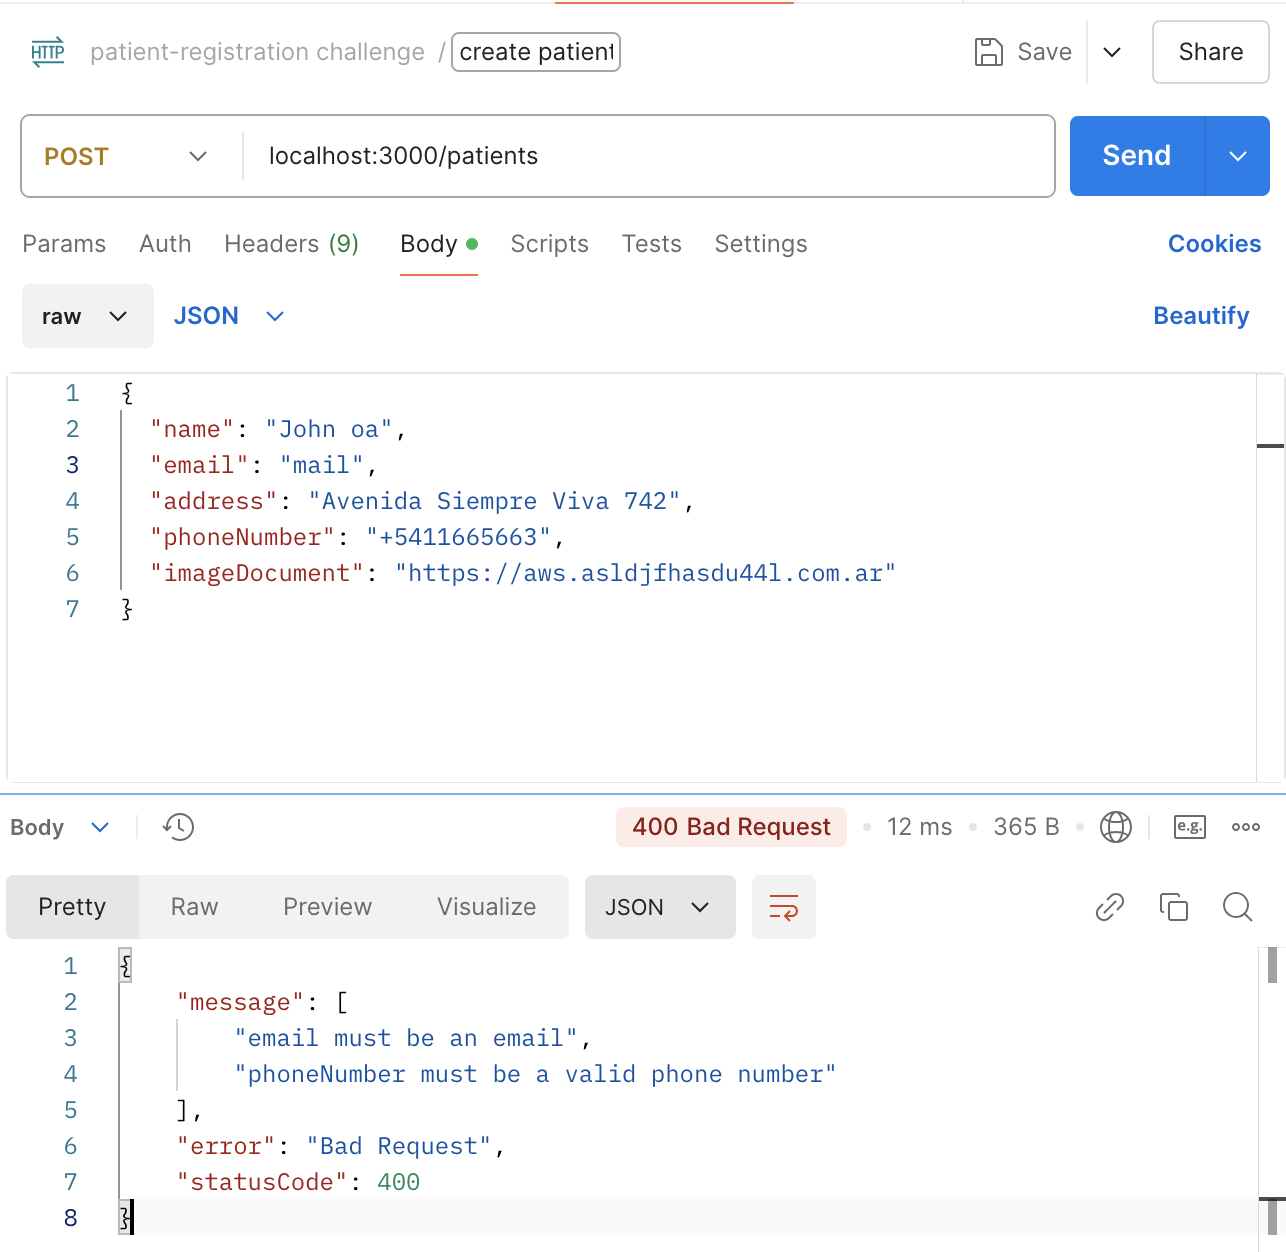 HTTP patient-registration challenge / create patient Save Share
POST localhost:3000/patients Send
Params Auth Headers (9) Body Scripts Tests Settings Cookies
raw JSON Beautify
1 {
2 "name": "John oa",
3 "email": "mail",
4 "address": "Avenida Siempre Viva 742",
5 "phoneNumber": "+5411665663",
6 "imageDocument": "https://aws.asldjfhasdu44l.com.ar"
7 }
Body 400 Bad Request 12 ms 365 B e.g.
Pretty Raw Preview Visualize JSON
1 {
2 "message": [
3 "email must be an email",
4 "phoneNumber must be a valid phone number"
5 ],
6 "error": "Bad Request",
7 "statusCode": 400
8 }